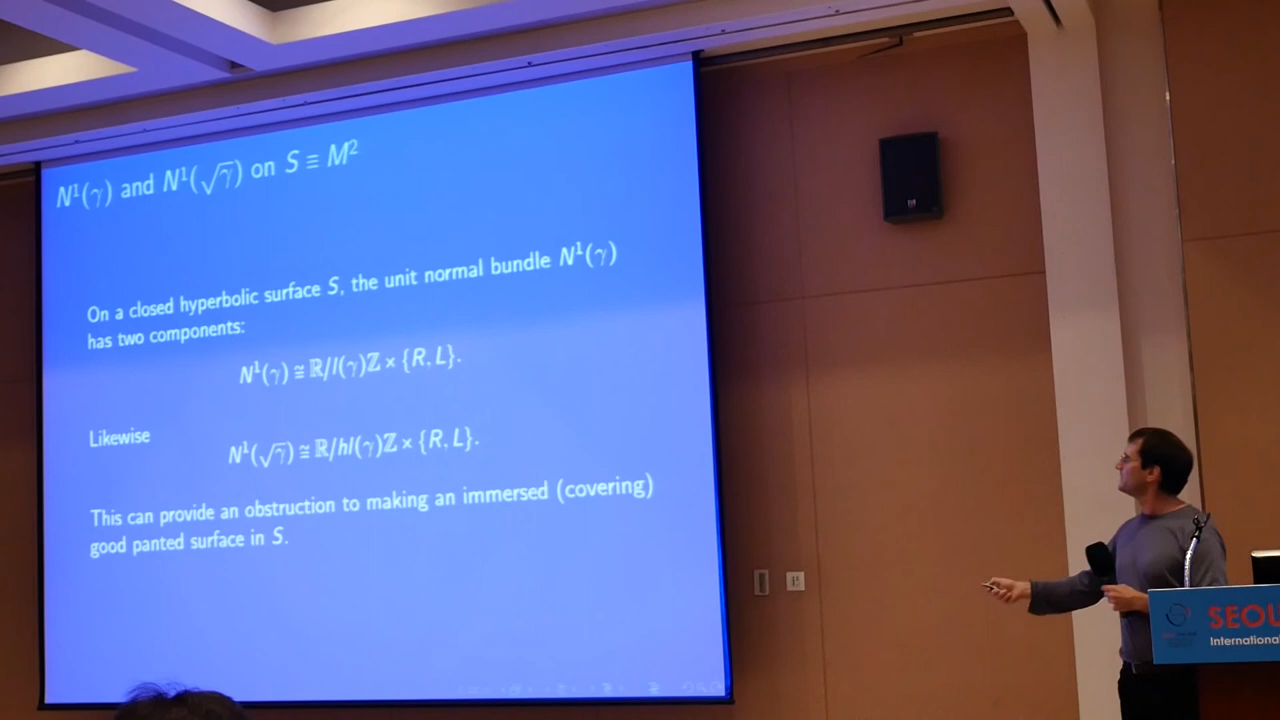 N¹(γ) and N¹(√γ) on S ≡ M²
On a closed hyperbolic surface S, the unit normal bundle N¹(γ)
has two components:
N¹(γ) ≅ ℝ/l(γ)ℤ × {R, L}.
Likewise
N¹(√γ) ≅ ℝ/hl(γ)ℤ × {R, L}.
This can provide an obstruction to making an immersed (covering)
good panted surface in S.
SEOU
International